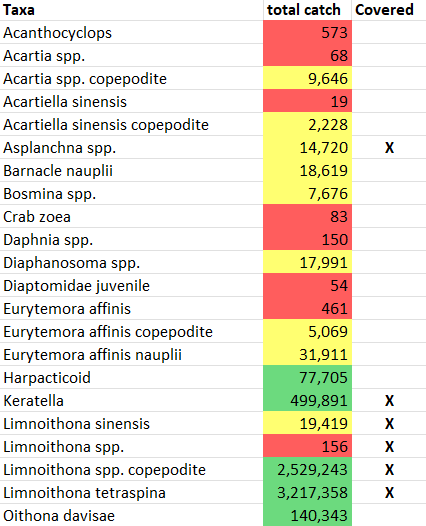 Taxa total catch Covered
Acanthocyclops 573
Acartia spp. 68
Acartia spp. copepodite 9,646
Acartiella sinensis 19
Acartiella sinensis copepodite 2,228
Asplanchna spp. 14,720 X
Barnacle nauplii 18,619
Bosmina spp. 7,676
Crab zoea 83
Daphnia spp. 150
Diaphanosoma spp. 17,991
Diaptomidae juvenile 54
Eurytemora affinis 461
Eurytemora affinis copepodite 5,069
Eurytemora affinis nauplii 31,911
Harpacticoid 77,705
Keratella 499,891 X
Limnoithona sinensis 19,419 X
Limnoithona spp. 156 X
Limnoithona spp. copepodite 2,529,243 X
Limnoithona tetraspina 3,217,358 X
Oithona davisae 140,343